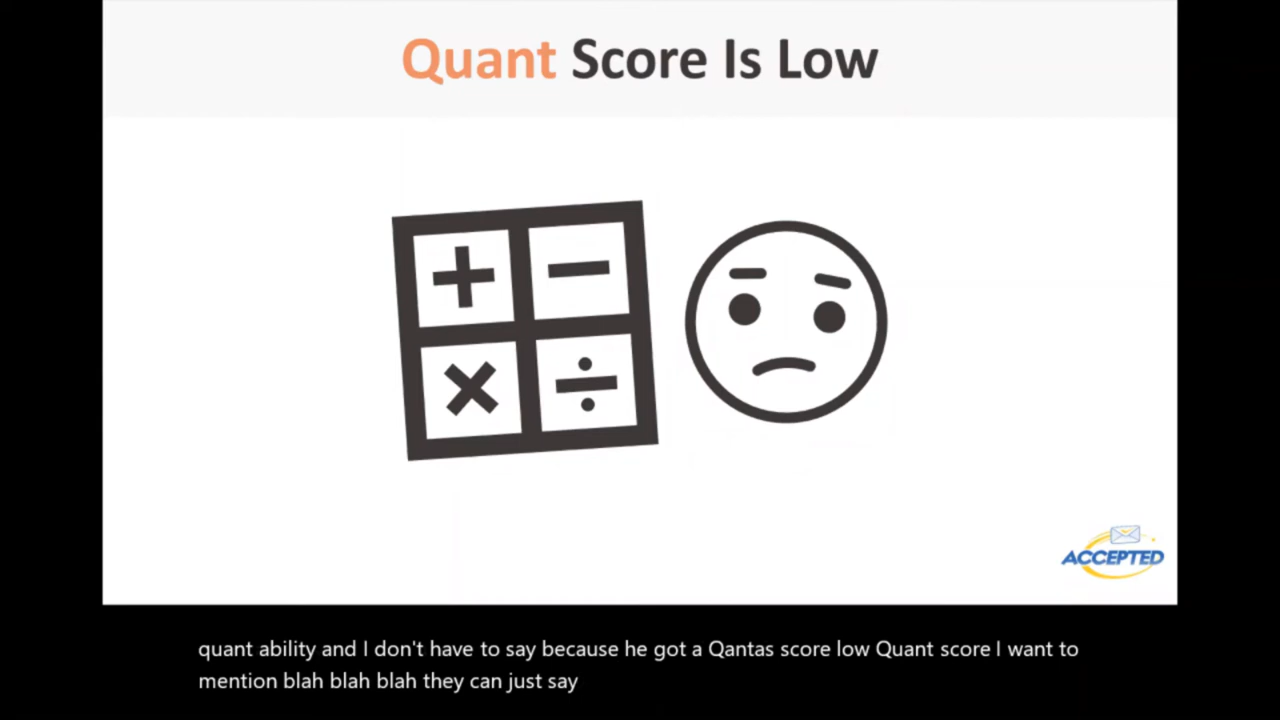 Quant Score Is Low
ACCEPTED
quant ability and I don't have to say because he got a Qantas score low Quant score I want to
mention blah blah blah they can just say